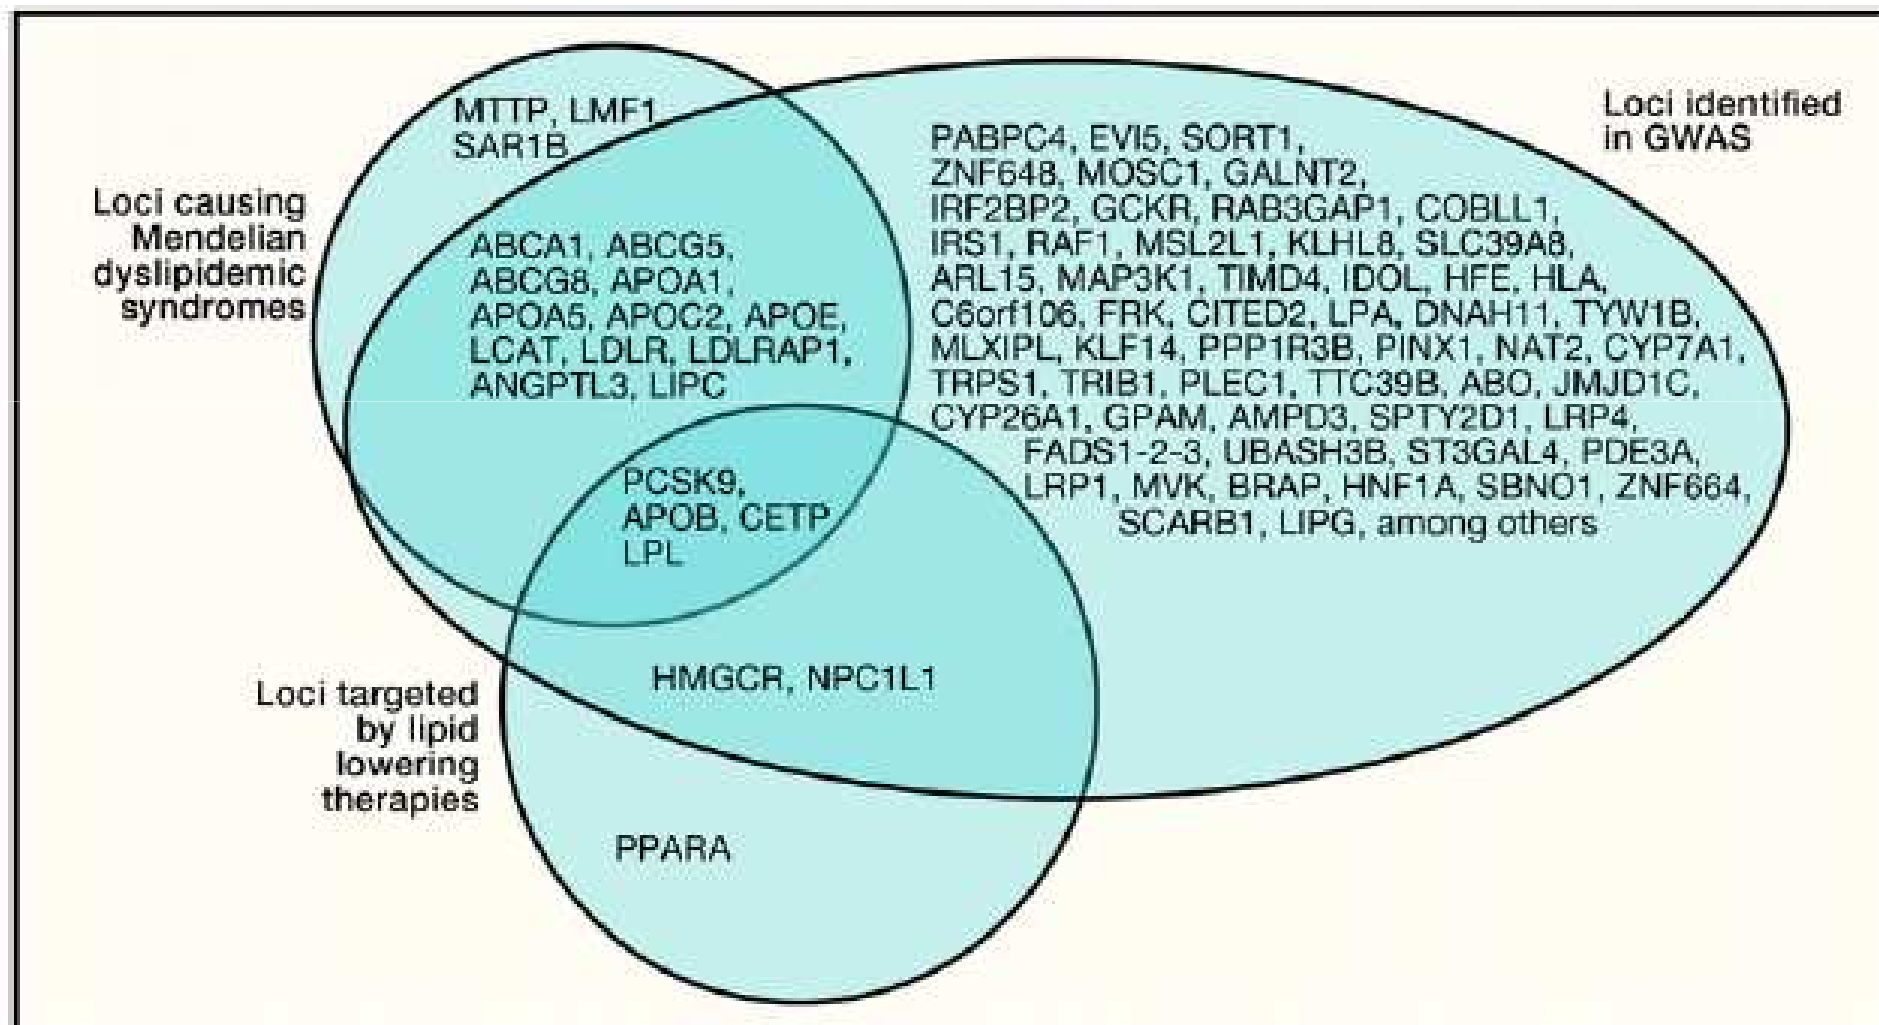 MTTP, LMF1
SAR1B
Loci identified
in GWAS
PABPC4, EVI5, SORT1,
ZNF648, MOSC1, GALNT2,
IRF2BP2, GCKR, RAB3GAP1, COBLL1,
IRS1, RAF1, MSL2L1, KLHL8, SLC39A8,
ARL15, MAP3K1, TIMD4, IDOL, HFE, HLA,
C6orf106, FRK, CITED2, LPA, DNAH11, TYW1B,
MLXIPL, KLF14, PPP1R3B, PINX1, NAT2, CYP7A1,
TRPS1, TRIB1, PLEC1, TTC39B, ABO, JMJD1C,
CYP26A1, GPAM, AMPD3, SPTY2D1, LRP4,
FADS1-2-3, UBASH3B, ST3GAL4, PDE3A,
LRP1, MVK, BRAP, HNF1A, SBNO1, ZNF664,
SCARB1, LIPG, among others
Loci causing
Mendelian
dyslipidemic
syndromes
ABCA1, ABCG5,
ABCG8, APOA1,
APOA5, APOC2, APOE,
LCAT, LDLR, LDLRAP1,
ANGPTL3, LIPC
PCSK9,
APOB, CETP
LPL
Loci targeted
by lipid
lowering
therapies
HMGCR, NPC1L1
PPARA